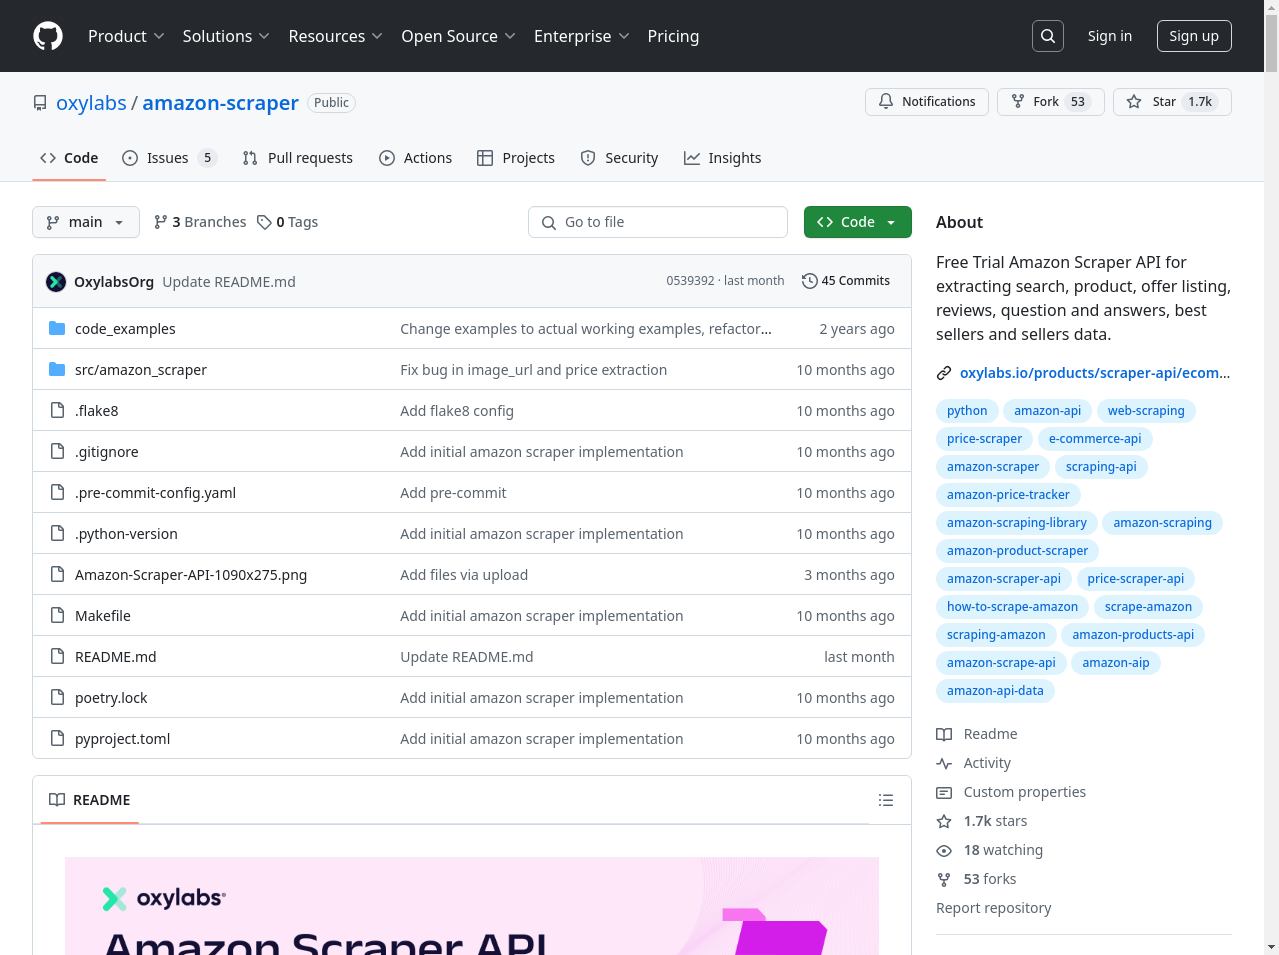 Product Solutions Resources Open Source Enterprise Pricing Sign in Sign up
oxylabs / amazon-scraper Public Notifications Fork 53 Star 1.7k
Code Issues 5 Pull requests Actions Projects Security Insights
main 3 Branches 0 Tags Go to file Code
OxylabsOrg Update README.md 0539392 · last month 45 Commits
code_examples Change examples to actual working examples, refactor… 2 years ago
src/amazon_scraper Fix bug in image_url and price extraction 10 months ago
.flake8 Add flake8 config 10 months ago
.gitignore Add initial amazon scraper implementation 10 months ago
.pre-commit-config.yaml Add pre-commit 10 months ago
.python-version Add initial amazon scraper implementation 10 months ago
Amazon-Scraper-API-1090x275.png Add files via upload 3 months ago
Makefile Add initial amazon scraper implementation 10 months ago
README.md Update README.md last month
poetry.lock Add initial amazon scraper implementation 10 months ago
pyproject.toml Add initial amazon scraper implementation 10 months ago
README
oxylabs
Amazon Scraper API
About
Free Trial Amazon Scraper API for
extracting search, product, offer listing,
reviews, question and answers, best
sellers and sellers data.
oxylabs.io/products/scraper-api/ecom…
python amazon-api web-scraping
price-scraper e-commerce-api
amazon-scraper scraping-api
amazon-price-tracker
amazon-scraping-library amazon-scraping
amazon-product-scraper
amazon-scraper-api price-scraper-api
how-to-scrape-amazon scrape-amazon
scraping-amazon amazon-products-api
amazon-scrape-api amazon-aip
amazon-api-data
Readme
Activity
Custom properties
1.7k stars
18 watching
53 forks
Report repository